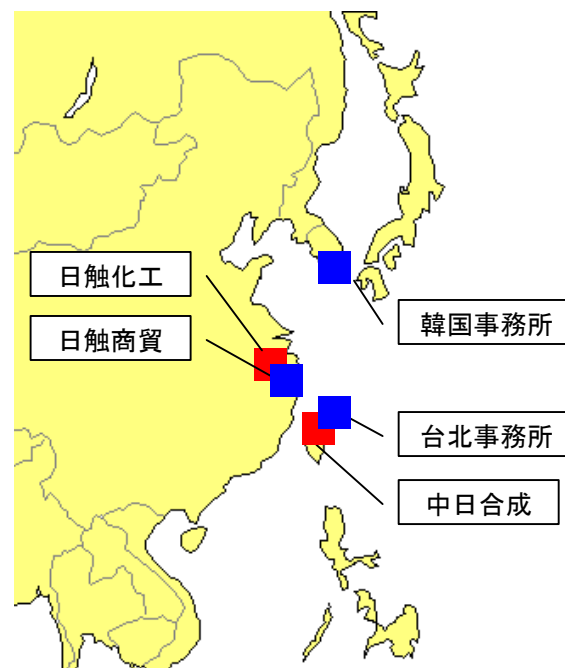 日触化工
日触商貿
韓国事務所
台北事務所
中日合成